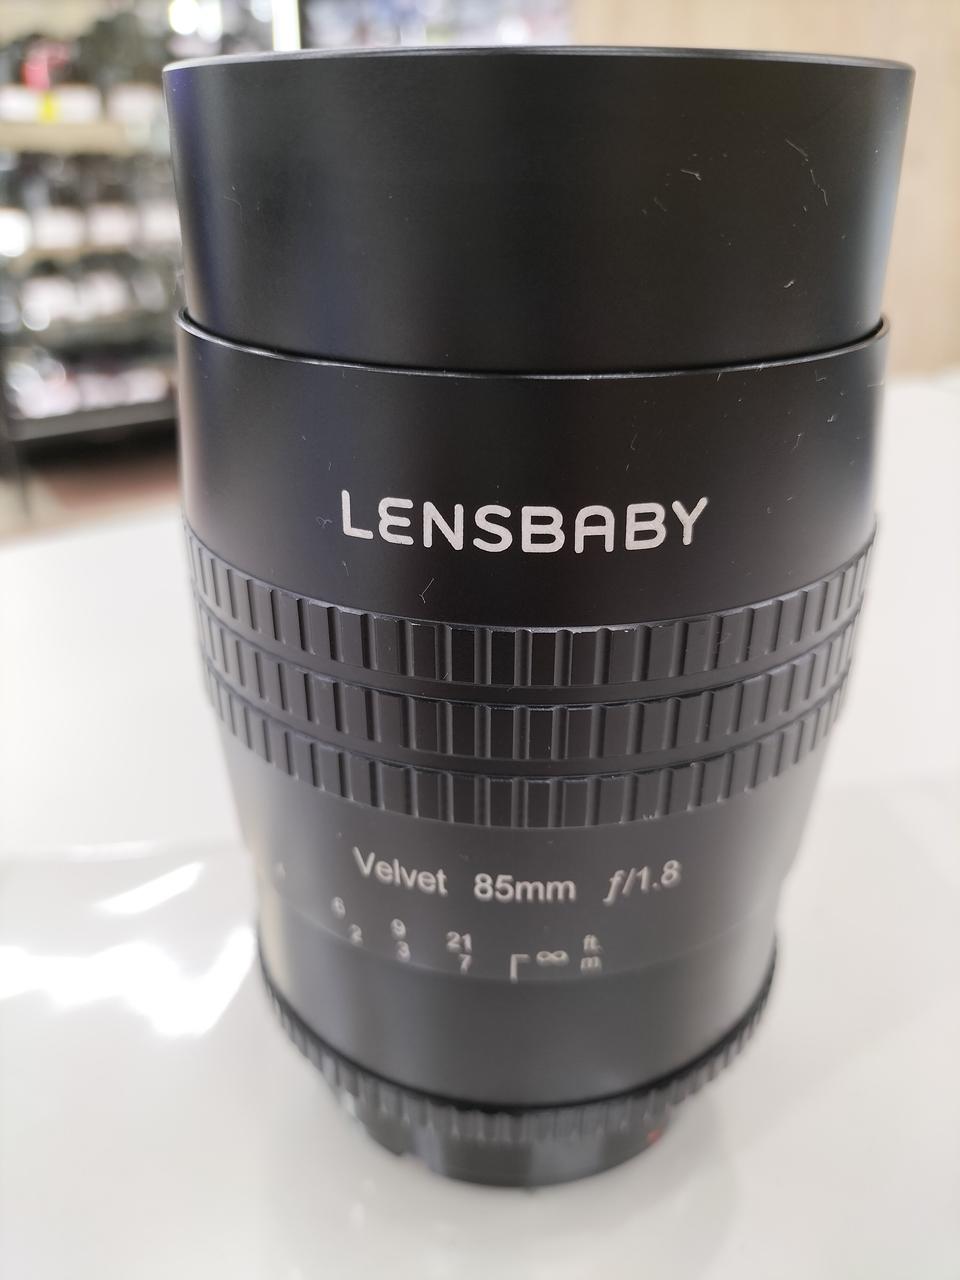 LENSBABY
Velvet 85mm ƒ/1.8
6 9 21 ft.
2 3 7 ∞ m